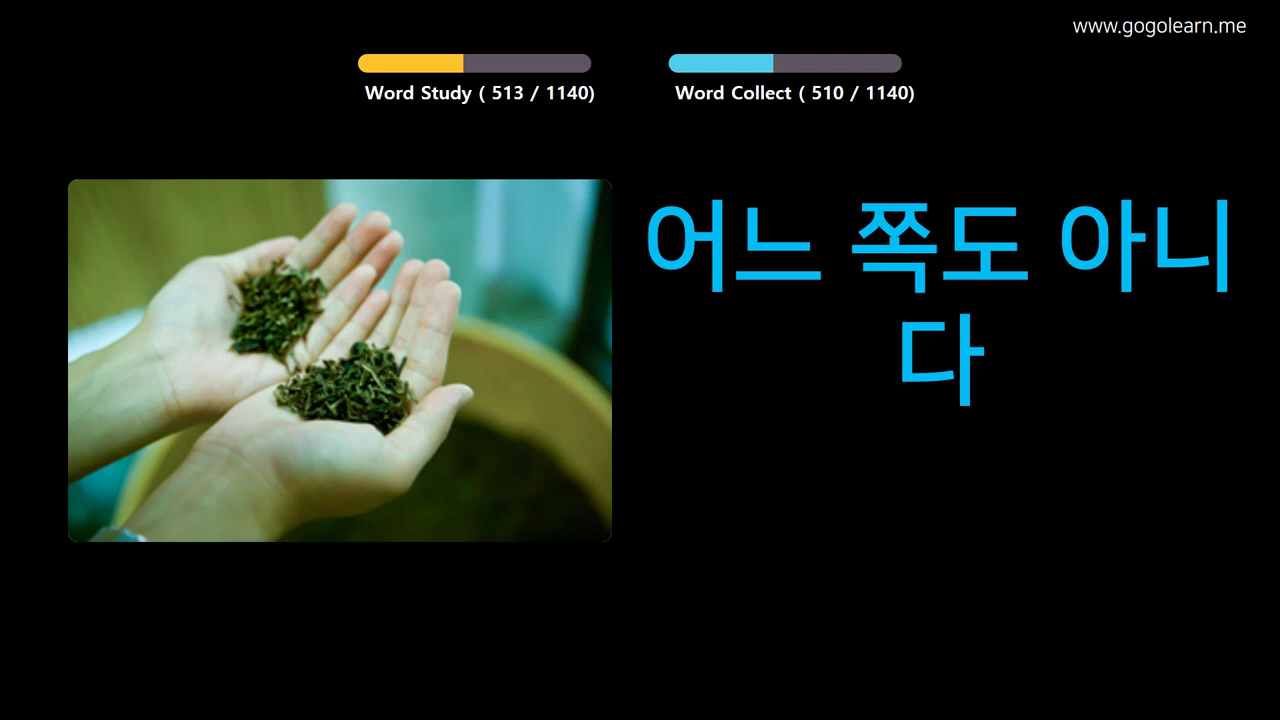 www.gogolearn.me
Word Study ( 513 / 1140)
Word Collect ( 510 / 1140)
어느 쪽도 아니
다